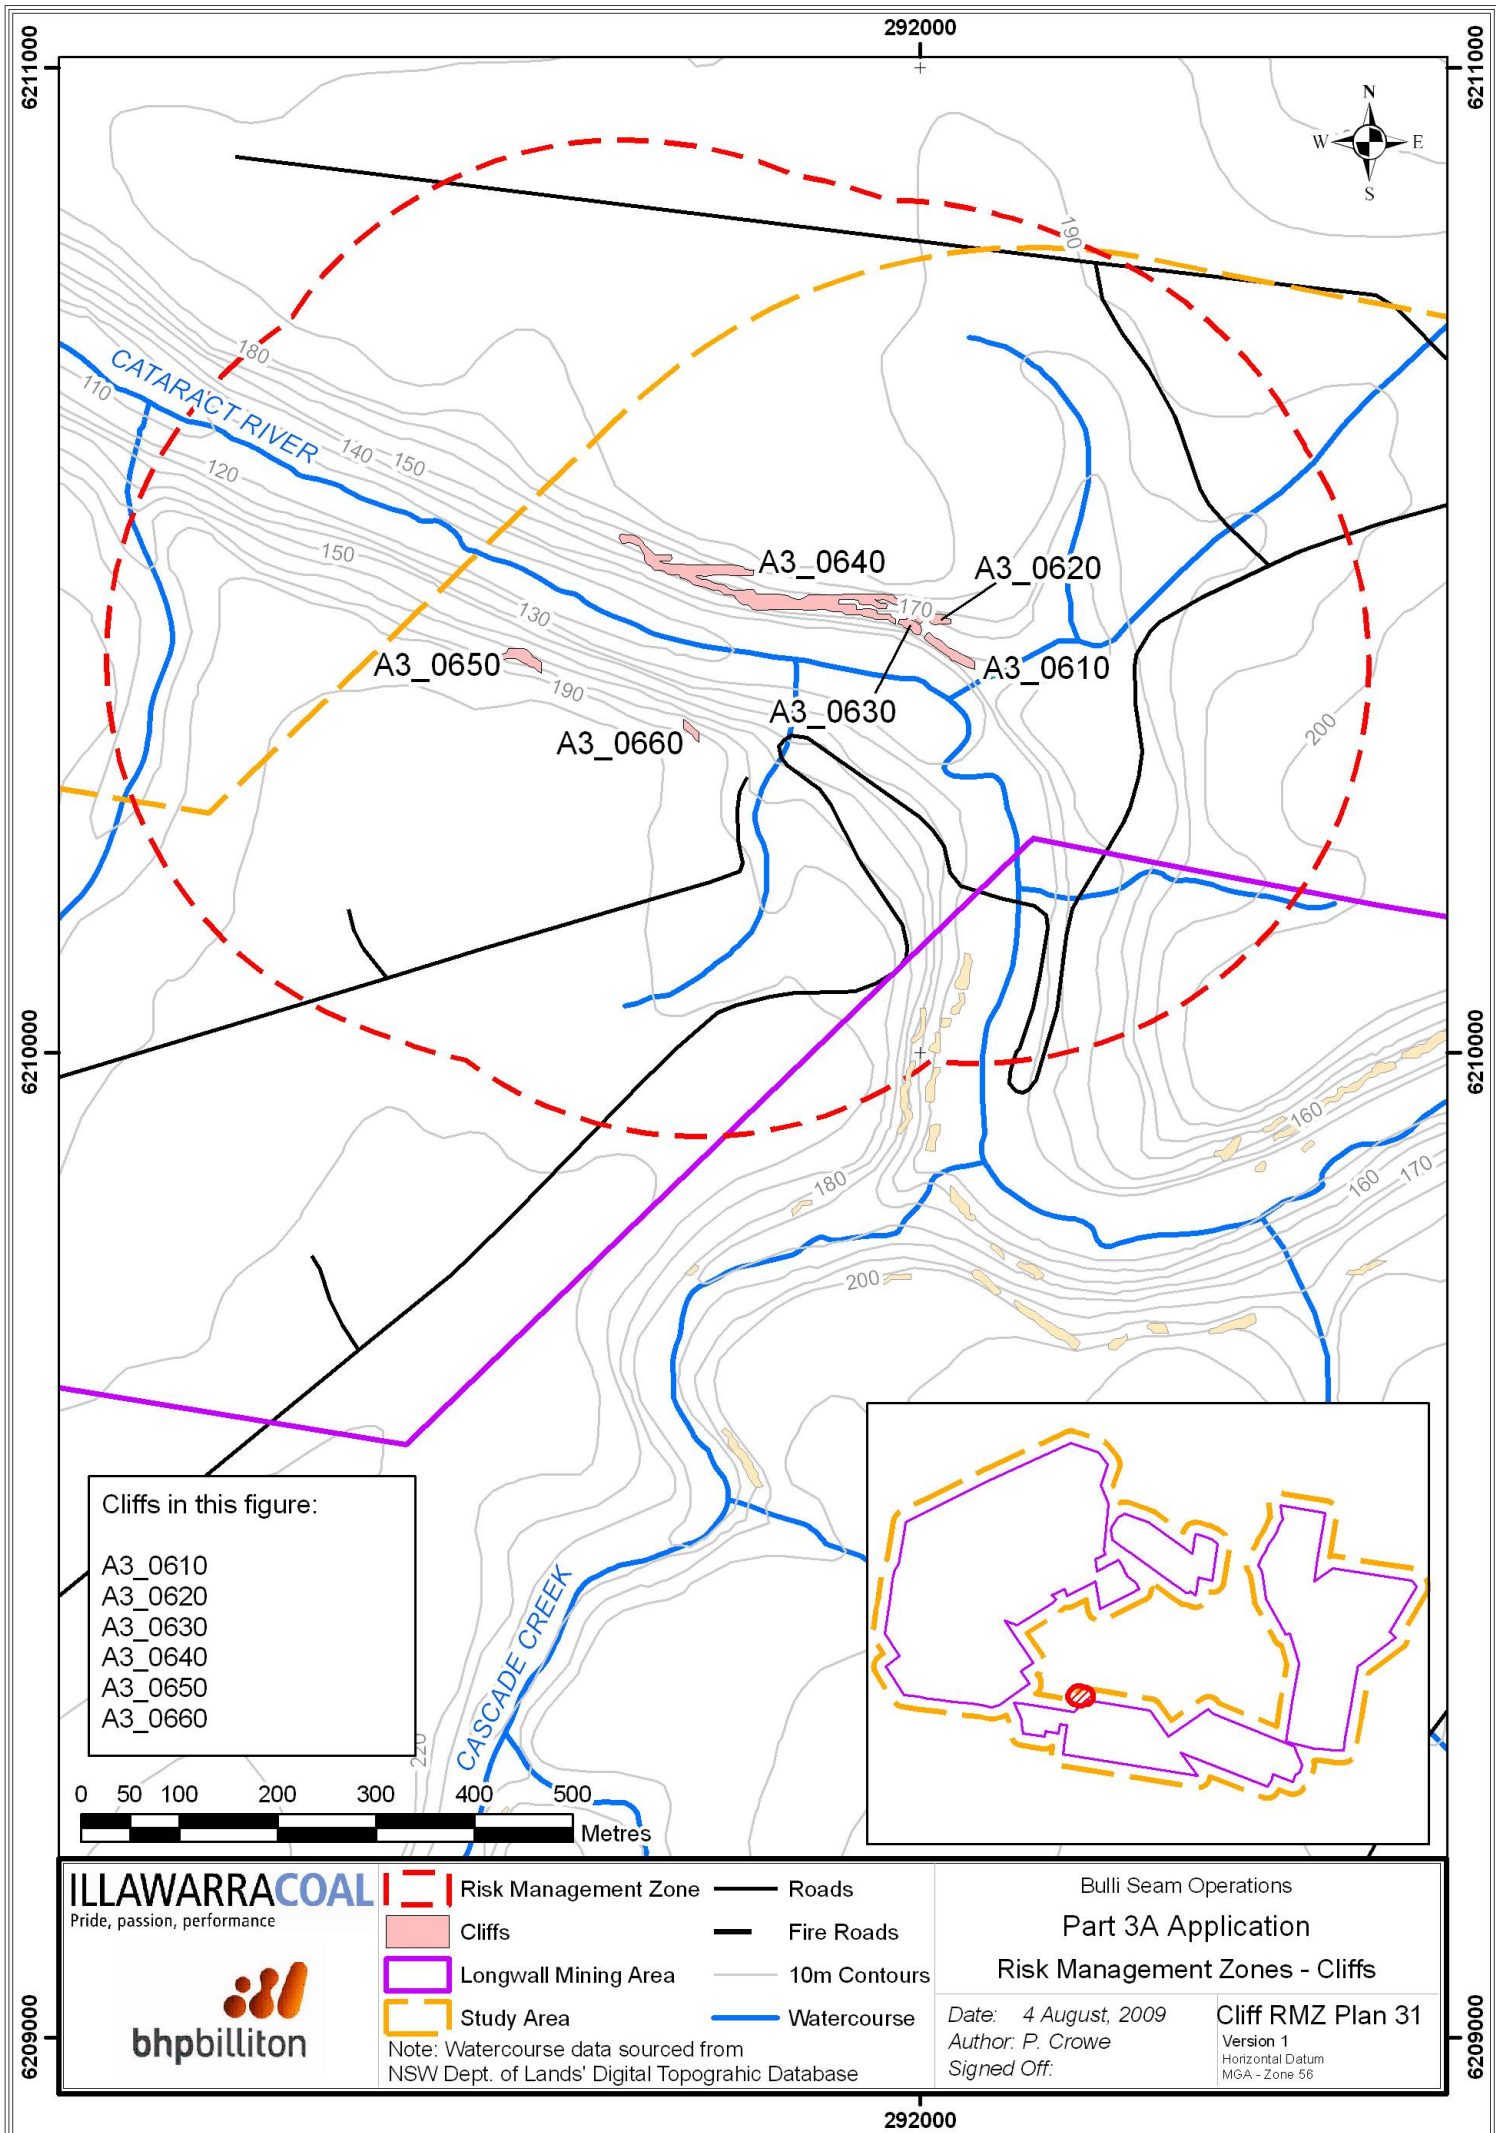 292000
6211000
6211000
N
W
E
S
190
180
CATARACT RIVER
110
140
150
120
150
A3_0640
A3_0620
170
130
A3_0650
A3_0610
190
A3_0630
A3_0660
200
6210000
6210000
160
160
170
180
200
Cliffs in this figure:
A3_0610
A3_0620
A3_0630
A3_0640
A3_0650
A3_0660
CASCADE CREEK
220
0 50 100 200 300 400 500
Metres
ILLAWARRACOAL
Pride, passion, performance
bhpbilliton
Risk Management Zone
Cliffs
Longwall Mining Area
Study Area
Roads
Fire Roads
10m Contours
Watercourse
Note: Watercourse data sourced from
NSW Dept. of Lands' Digital Topograhic Database
Bulli Seam Operations
Part 3A Application
Risk Management Zones - Cliffs
Date: 4 August, 2009
Author: P. Crowe
Signed Off:
Cliff RMZ Plan 31
Version 1
Horizontal Datum
MGA - Zone 56
6209000
6209000
292000